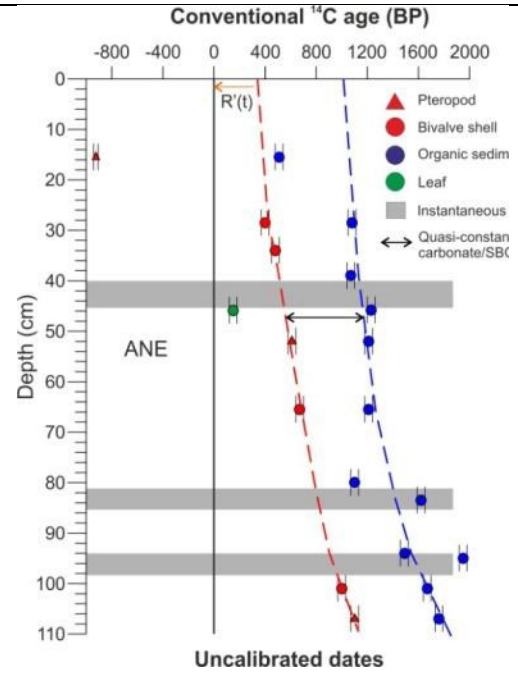 Conventional ¹⁴C age (BP)
-800 -400 0 400 800 1200 1600 2000
0
10
20
30
40
50
60
70
80
90
100
110
Depth (cm)
R'(t)
ANE
Pteropod
Bivalve shell
Organic sedim
Leaf
Instantaneous
Quasi-constan
carbonate/SBO
Uncalibrated dates